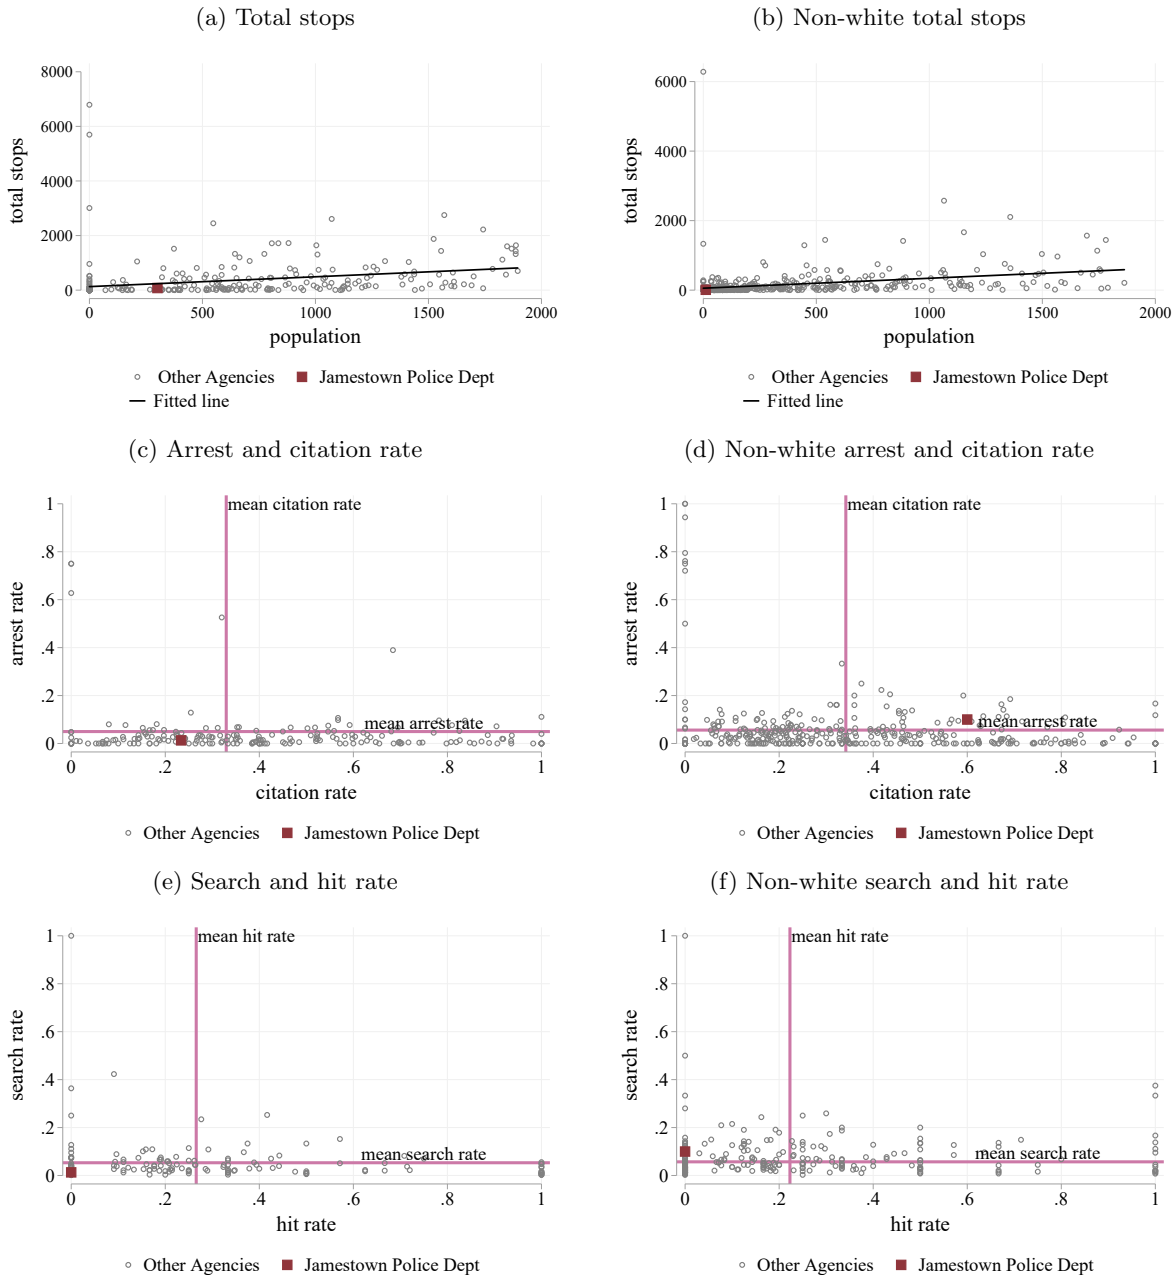 (a) Total stops
(b) Non-white total stops
8000
6000
4000
2000
0
total stops
0
500
1000
1500
2000
population
Other Agencies
Jamestown Police Dept
Fitted line
6000
4000
2000
0
total stops
0
500
1000
1500
2000
population
Other Agencies
Jamestown Police Dept
Fitted line
(c) Arrest and citation rate
(d) Non-white arrest and citation rate
1
.8
.6
.4
.2
0
arrest rate
mean citation rate
mean arrest rate
0
.2
.4
.6
.8
1
citation rate
Other Agencies
Jamestown Police Dept
1
.8
.6
.4
.2
0
arrest rate
mean citation rate
mean arrest rate
0
.2
.4
.6
.8
1
citation rate
Other Agencies
Jamestown Police Dept
(e) Search and hit rate
(f) Non-white search and hit rate
1
.8
.6
.4
.2
0
search rate
mean hit rate
mean search rate
0
.2
.4
.6
.8
1
hit rate
Other Agencies
Jamestown Police Dept
1
.8
.6
.4
.2
0
search rate
mean hit rate
mean search rate
0
.2
.4
.6
.8
1
hit rate
Other Agencies
Jamestown Police Dept